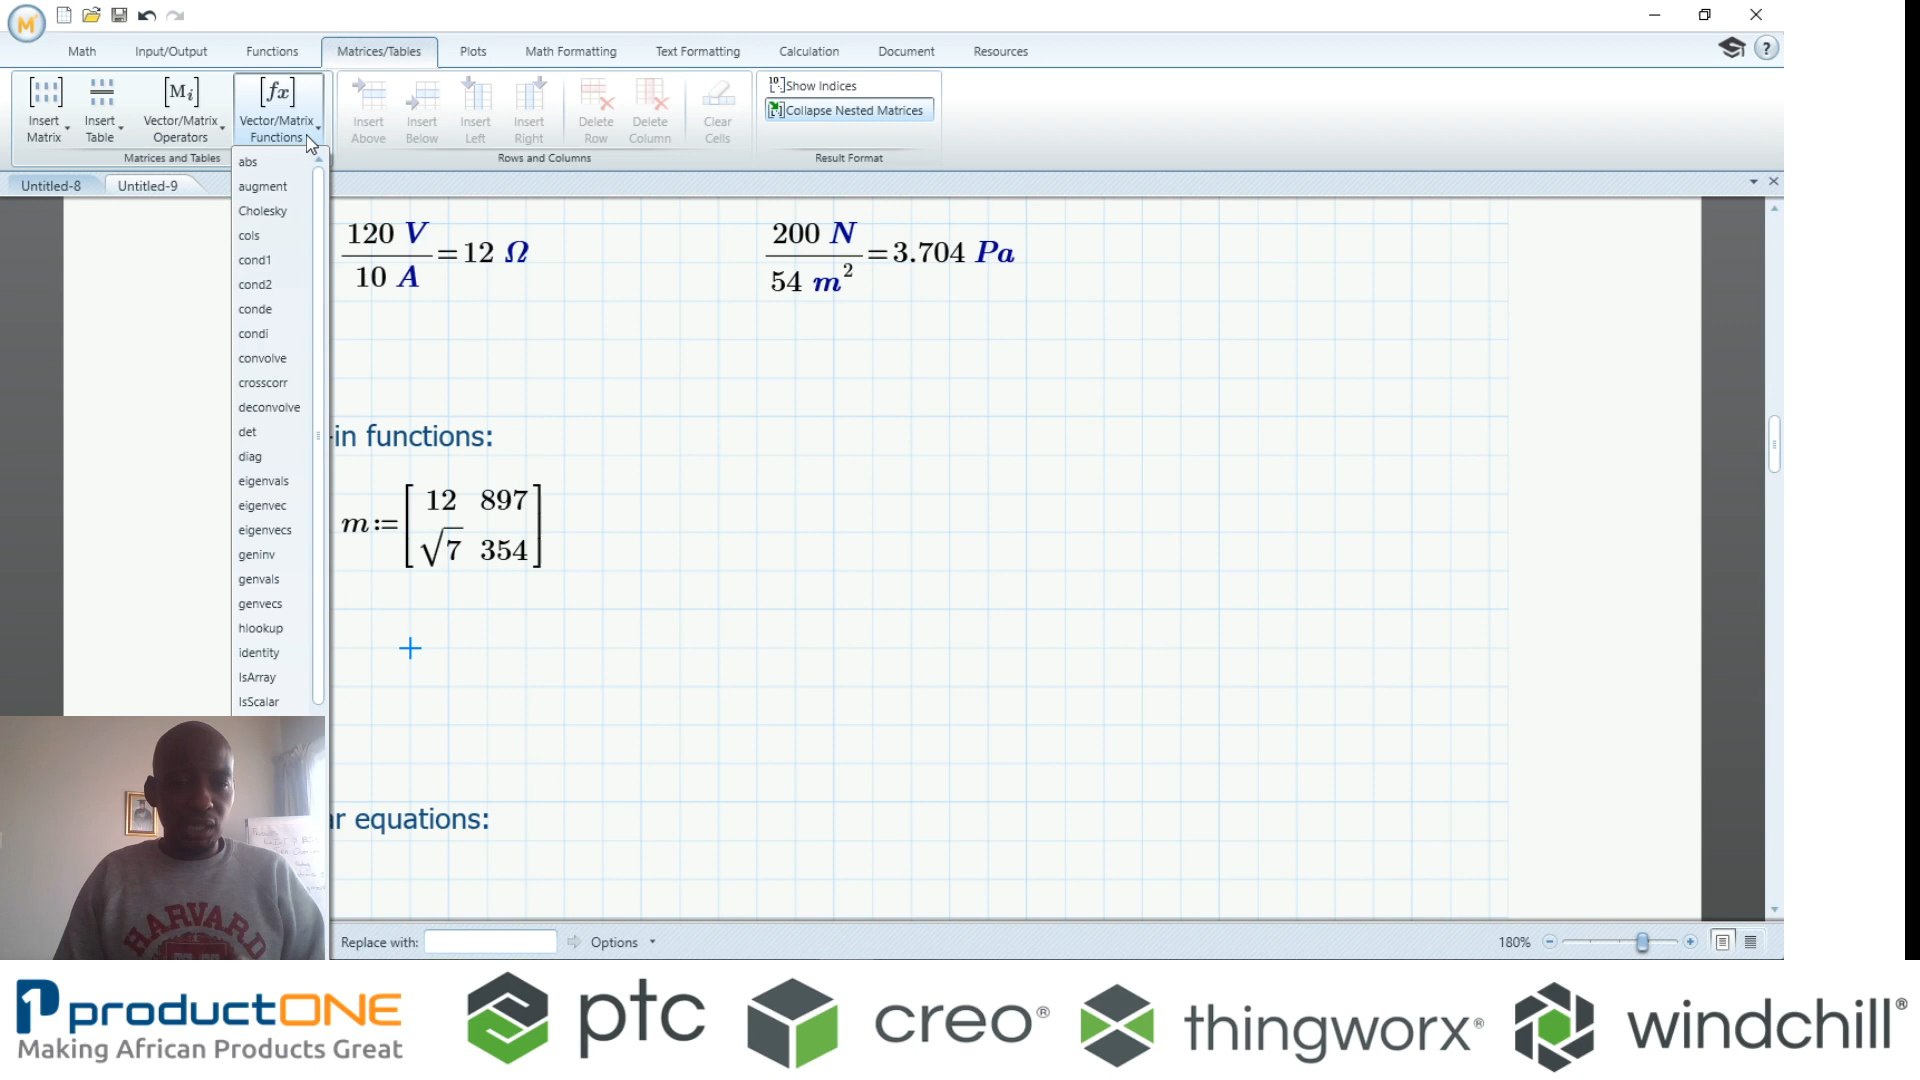 Math Input/Output Functions Matrices/Tables Plots Math Formatting Text Formatting Calculation Document Resources
Insert Matrix
Insert Table
Vector/Matrix Operators
Vector/Matrix Functions
Insert Above
Insert Below
Insert Left
Insert Right
Delete Row
Delete Column
Clear Cells
Show Indices
Collapse Nested Matrices
Matrices and Tables
Rows and Columns
Result Format
Untitled-8
Untitled-9
abs
augment
Cholesky
cols
cond1
cond2
conde
condi
convolve
crosscorr
deconvolve
det
diag
eigenvals
eigenvec
eigenvecs
geninv
genvals
genvecs
hlookup
identity
IsArray
IsScalar
120 V
10 A
=12 Ω
200 N
54 m²
=3.704 Pa
-in functions:
m:=
12 897
√7 354
r equations:
HARVARD
Replace with:
Options
180%
productONE
Making African Products Great
ptc
creo®
thingworx®
windchill®